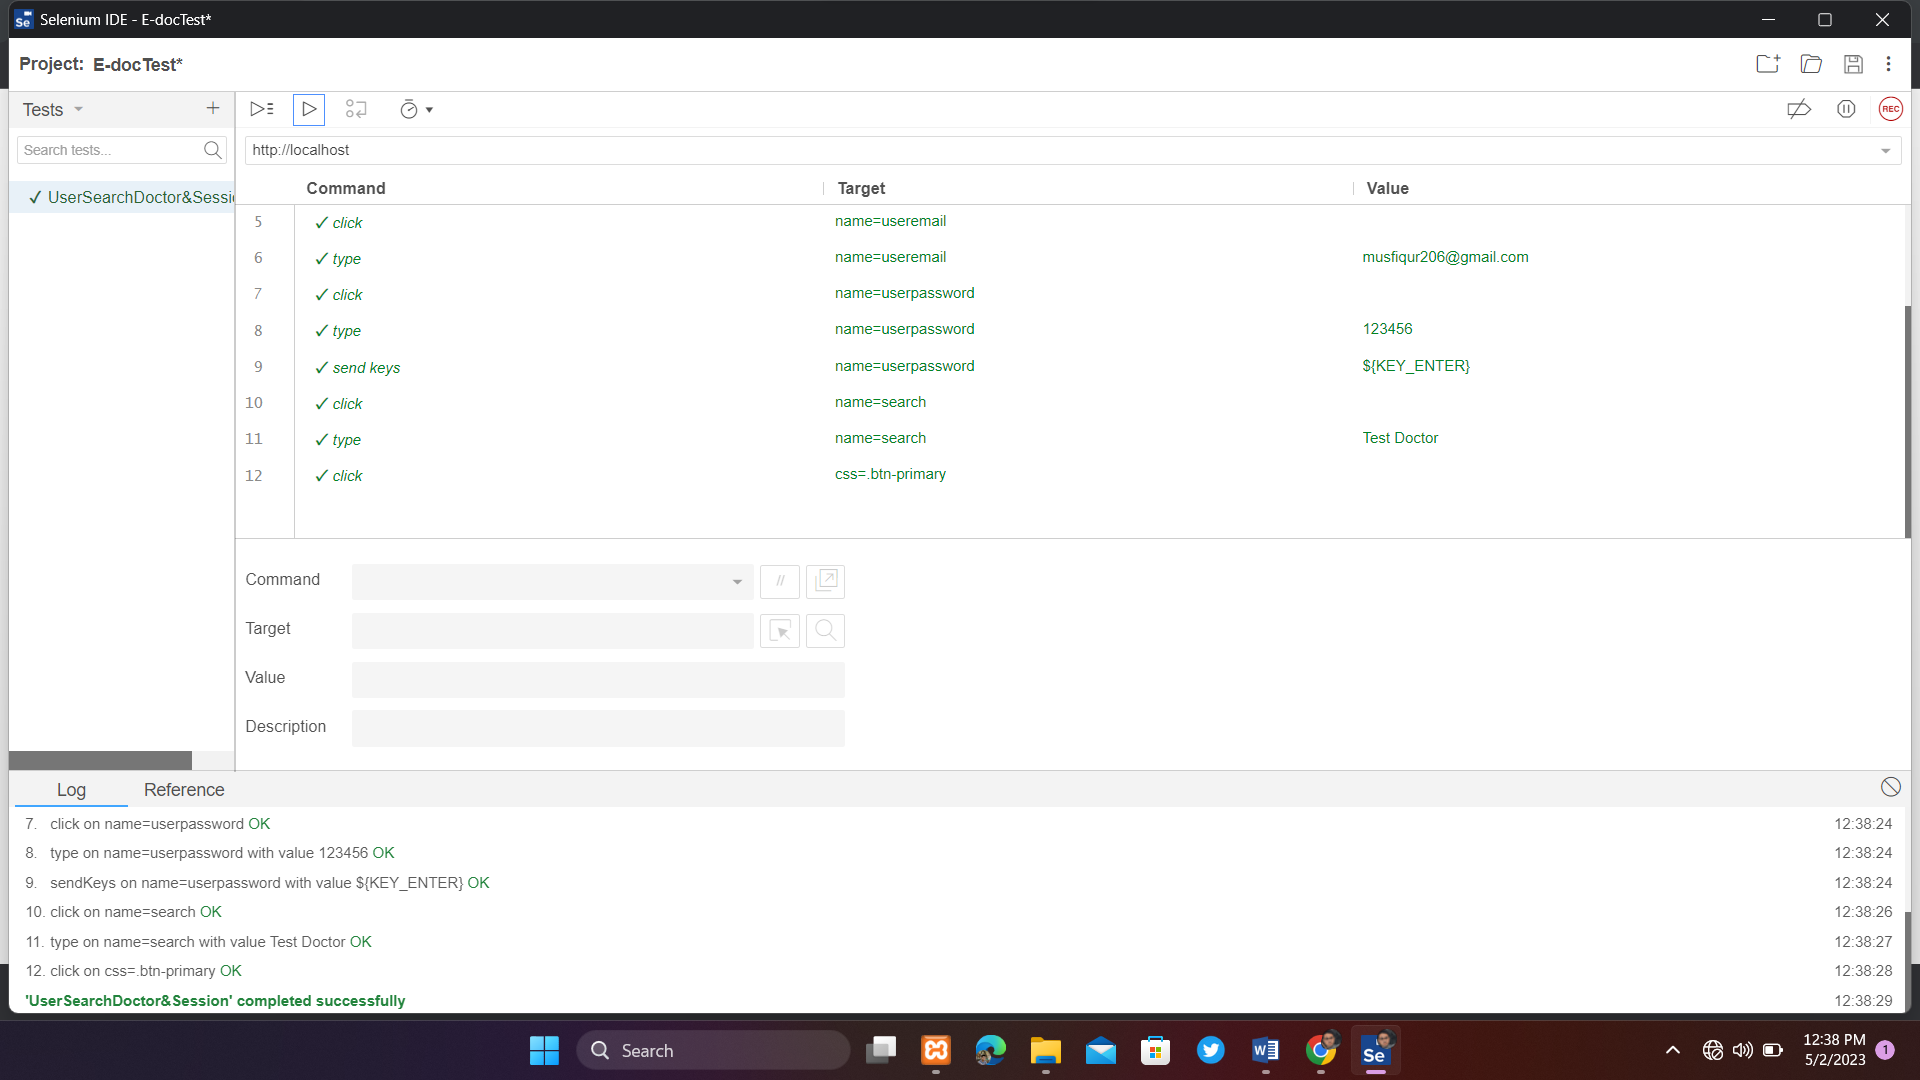 Selenium IDE - E-docTest*
Project: E-docTest*
Tests
Search tests...
✓ UserSearchDoctor&Sessi
http://localhost
Command Target Value
5 ✓ click name=useremail
6 ✓ type name=useremail musfiqur206@gmail.com
7 ✓ click name=userpassword
8 ✓ type name=userpassword 123456
9 ✓ send keys name=userpassword ${KEY_ENTER}
10 ✓ click name=search
11 ✓ type name=search Test Doctor
12 ✓ click css=.btn-primary
REC
Command //
Target
Value
Description
Log Reference
7. click on name=userpassword OK 12:38:24
8. type on name=userpassword with value 123456 OK 12:38:24
9. sendKeys on name=userpassword with value ${KEY_ENTER} OK 12:38:24
10. click on name=search OK 12:38:26
11. type on name=search with value Test Doctor OK 12:38:27
12. click on css=.btn-primary OK 12:38:28
'UserSearchDoctor&Session' completed successfully 12:38:29
Search
Se
12:38 PM
5/2/2023
1